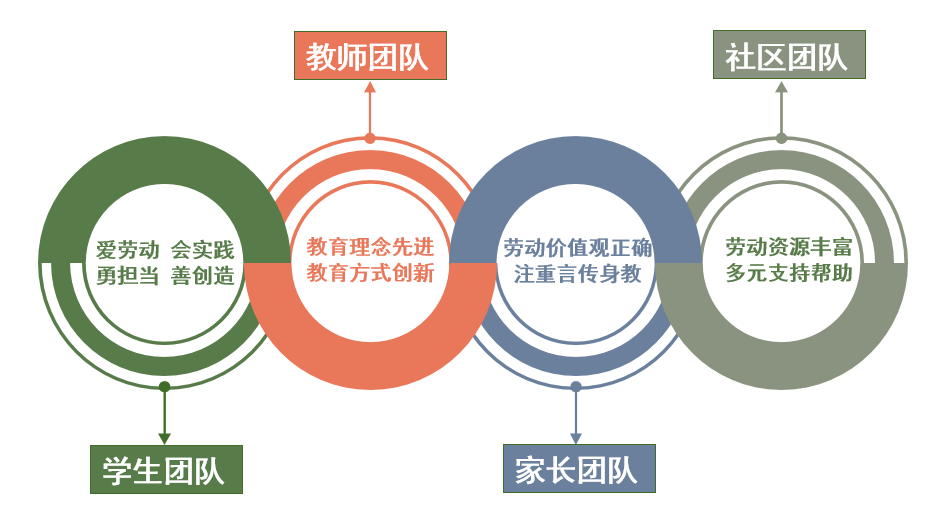 教师团队
社区团队
爱劳动 会实践
勇担当 善创造
教育理念先进
教育方式创新
劳动价值观正确
注重言传身教
劳动资源丰富
多元支持帮助
学生团队
家长团队